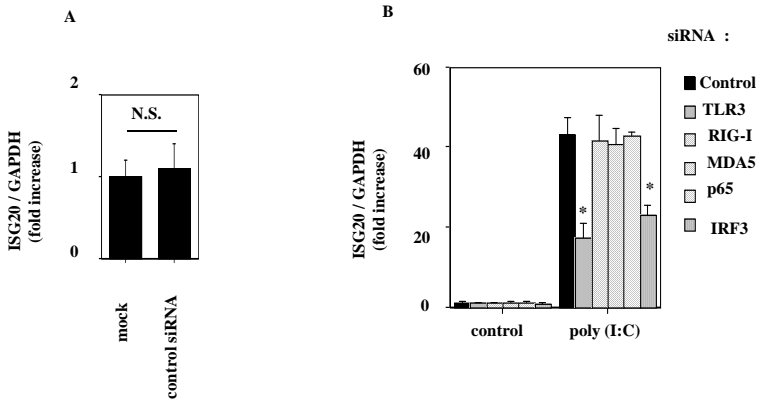 A
2
1
0
ISG20 / GAPDH
(fold increase)
N.S.
mock
control siRNA
B
siRNA :
60
40
20
0
ISG20 / GAPDH
(fold increase)
*
*
control
poly (I:C)
Control
TLR3
RIG-I
MDA5
p65
IRF3